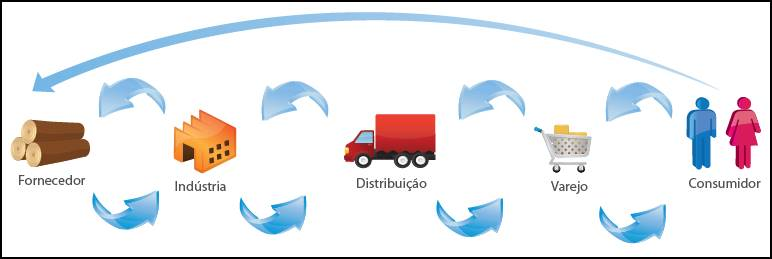 Fornecedor
Indústria
Distribuição
Varejo
Consumidor